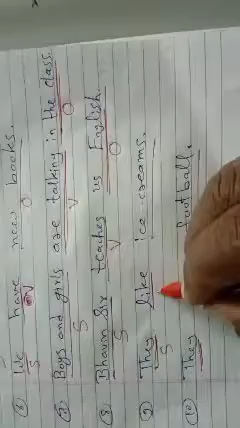 ⑥ We have new books.
S V O
⑦ Boys and girls are talking in the class.
S V O
⑧ Bhavin Sir teaches us English.
S V O
⑨ They like ice-creams.
S
⑩ They football.